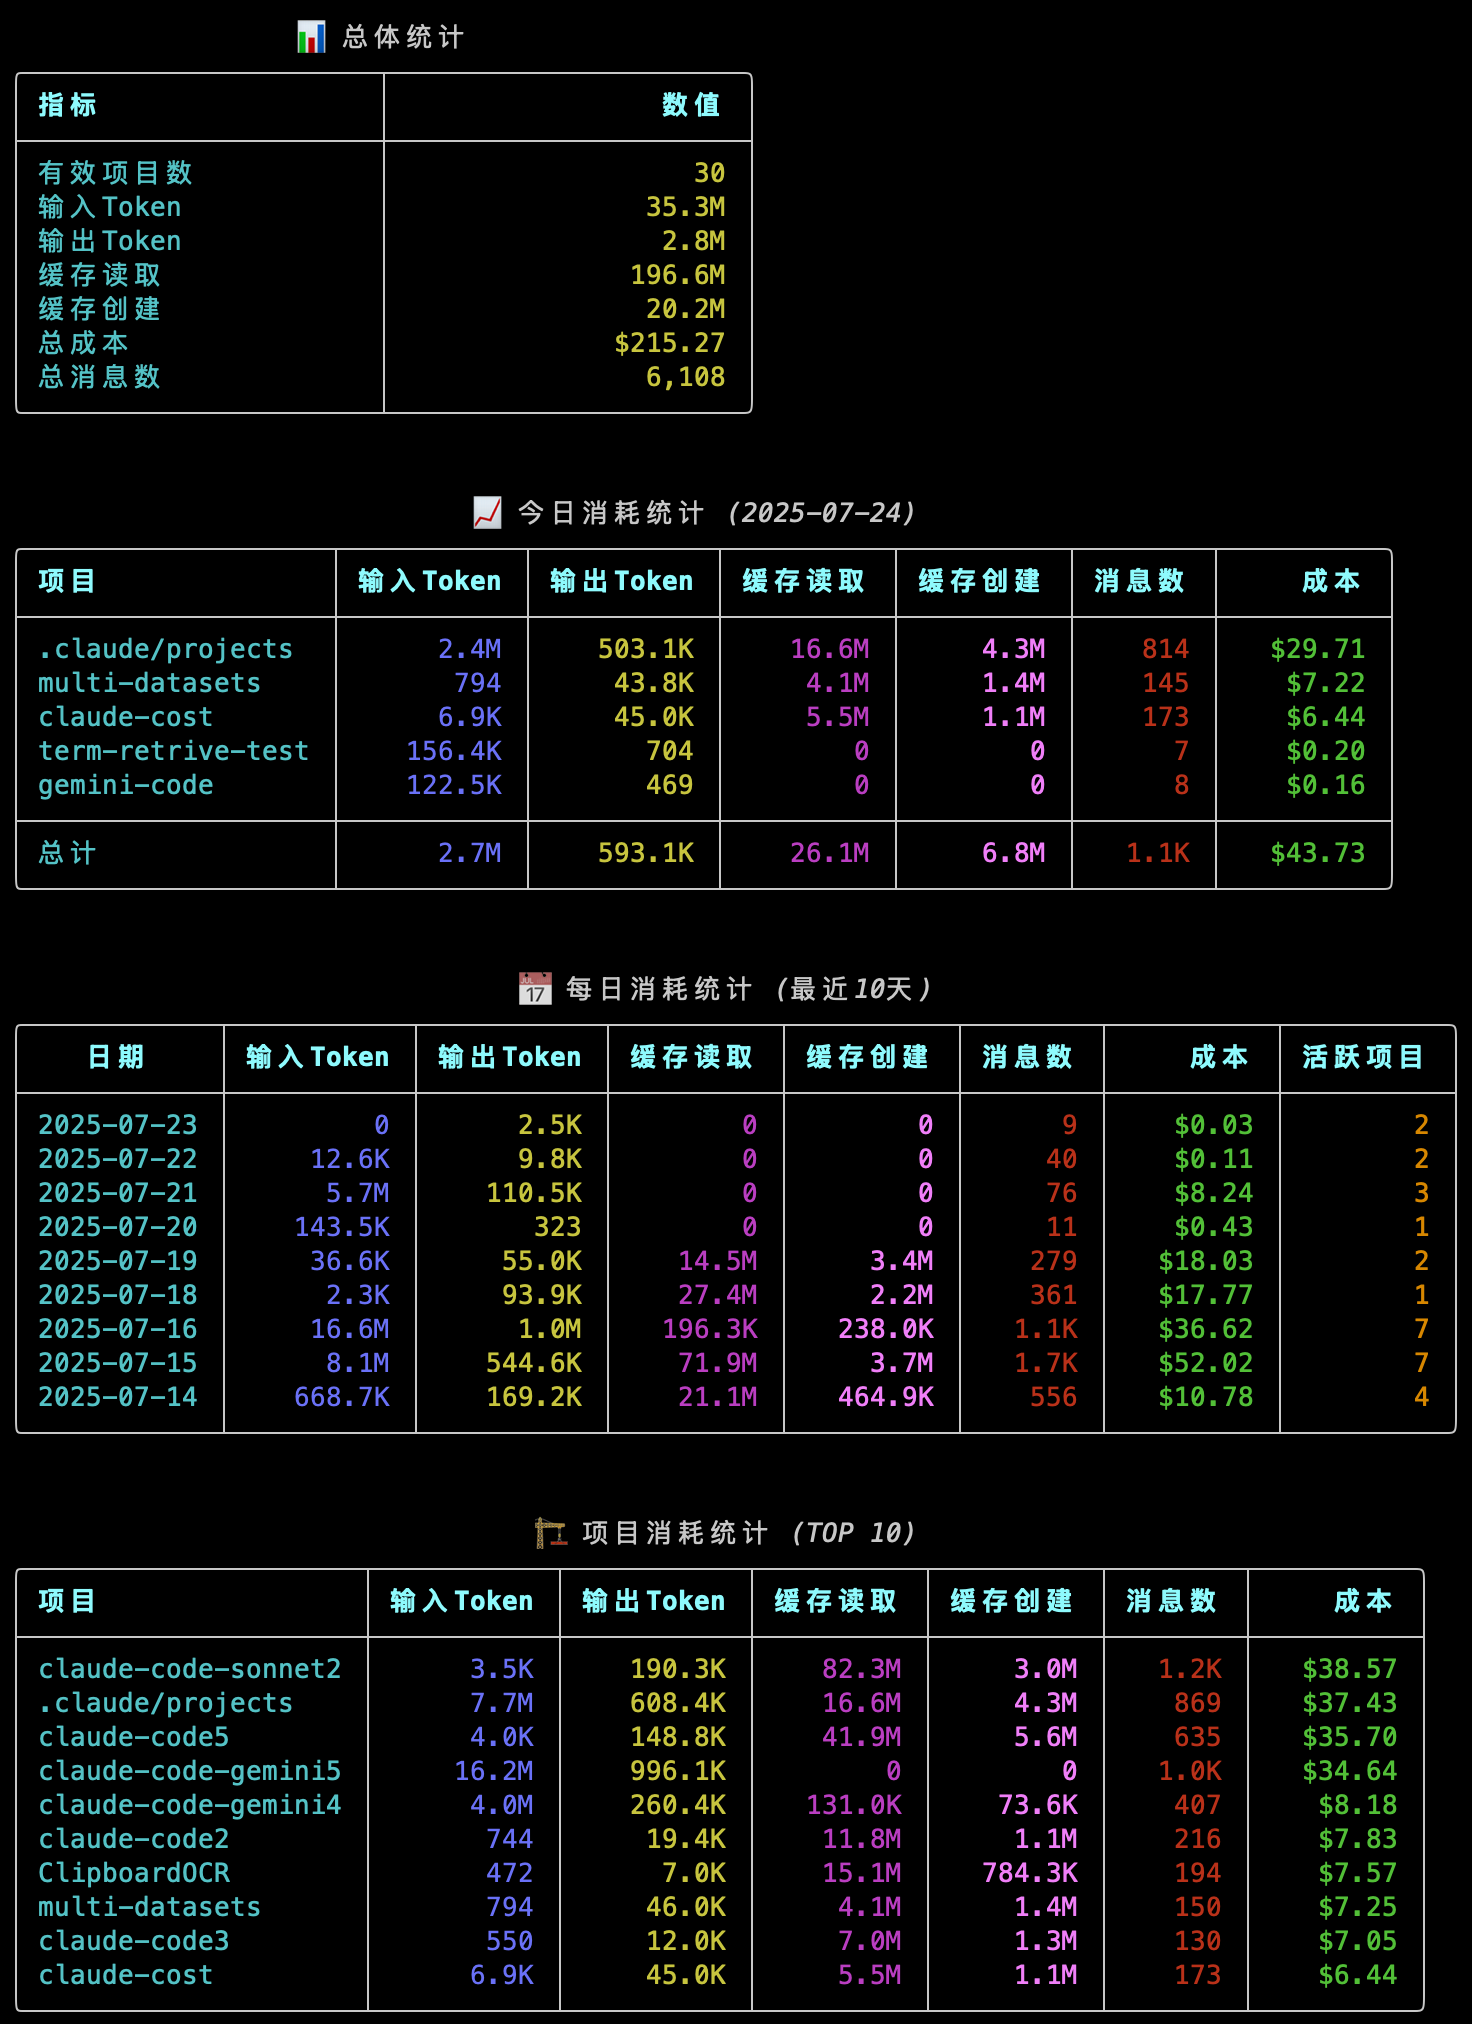 📊 总体统计
指标 数值
有效项目数 30
输入Token 35.3M
输出Token 2.8M
缓存读取 196.6M
缓存创建 20.2M
总成本 $215.27
总消息数 6,108
📈 今日消耗统计 (2025-07-24)
项目 输入Token 输出Token 缓存读取 缓存创建 消息数 成本
.claude/projects 2.4M 503.1K 16.6M 4.3M 814 $29.71
multi-datasets 794 43.8K 4.1M 1.4M 145 $7.22
claude-cost 6.9K 45.0K 5.5M 1.1M 173 $6.44
term-retrive-test 156.4K 704 0 0 7 $0.20
gemini-code 122.5K 469 0 0 8 $0.16
总计 2.7M 593.1K 26.1M 6.8M 1.1K $43.73
📅 每日消耗统计 (最近10天)
日期 输入Token 输出Token 缓存读取 缓存创建 消息数 成本 活跃项目
2025-07-23 0 2.5K 0 0 9 $0.03 2
2025-07-22 12.6K 9.8K 0 0 40 $0.11 2
2025-07-21 5.7M 110.5K 0 0 76 $8.24 3
2025-07-20 143.5K 323 0 0 11 $0.43 1
2025-07-19 36.6K 55.0K 14.5M 3.4M 279 $18.03 2
2025-07-18 2.3K 93.9K 27.4M 2.2M 361 $17.77 1
2025-07-16 16.6M 1.0M 196.3K 238.0K 1.1K $36.62 7
2025-07-15 8.1M 544.6K 71.9M 3.7M 1.7K $52.02 7
2025-07-14 668.7K 169.2K 21.1M 464.9K 556 $10.78 4
🏗 项目消耗统计 (TOP 10)
项目 输入Token 输出Token 缓存读取 缓存创建 消息数 成本
claude-code-sonnet2 3.5K 190.3K 82.3M 3.0M 1.2K $38.57
.claude/projects 7.7M 608.4K 16.6M 4.3M 869 $37.43
claude-code5 4.0K 148.8K 41.9M 5.6M 635 $35.70
claude-code-gemini5 16.2M 996.1K 0 0 1.0K $34.64
claude-code-gemini4 4.0M 260.4K 131.0K 73.6K 407 $8.18
claude-code2 744 19.4K 11.8M 1.1M 216 $7.83
ClipboardOCR 472 7.0K 15.1M 784.3K 194 $7.57
multi-datasets 794 46.0K 4.1M 1.4M 150 $7.25
claude-code3 550 12.0K 7.0M 1.3M 130 $7.05
claude-cost 6.9K 45.0K 5.5M 1.1M 173 $6.44